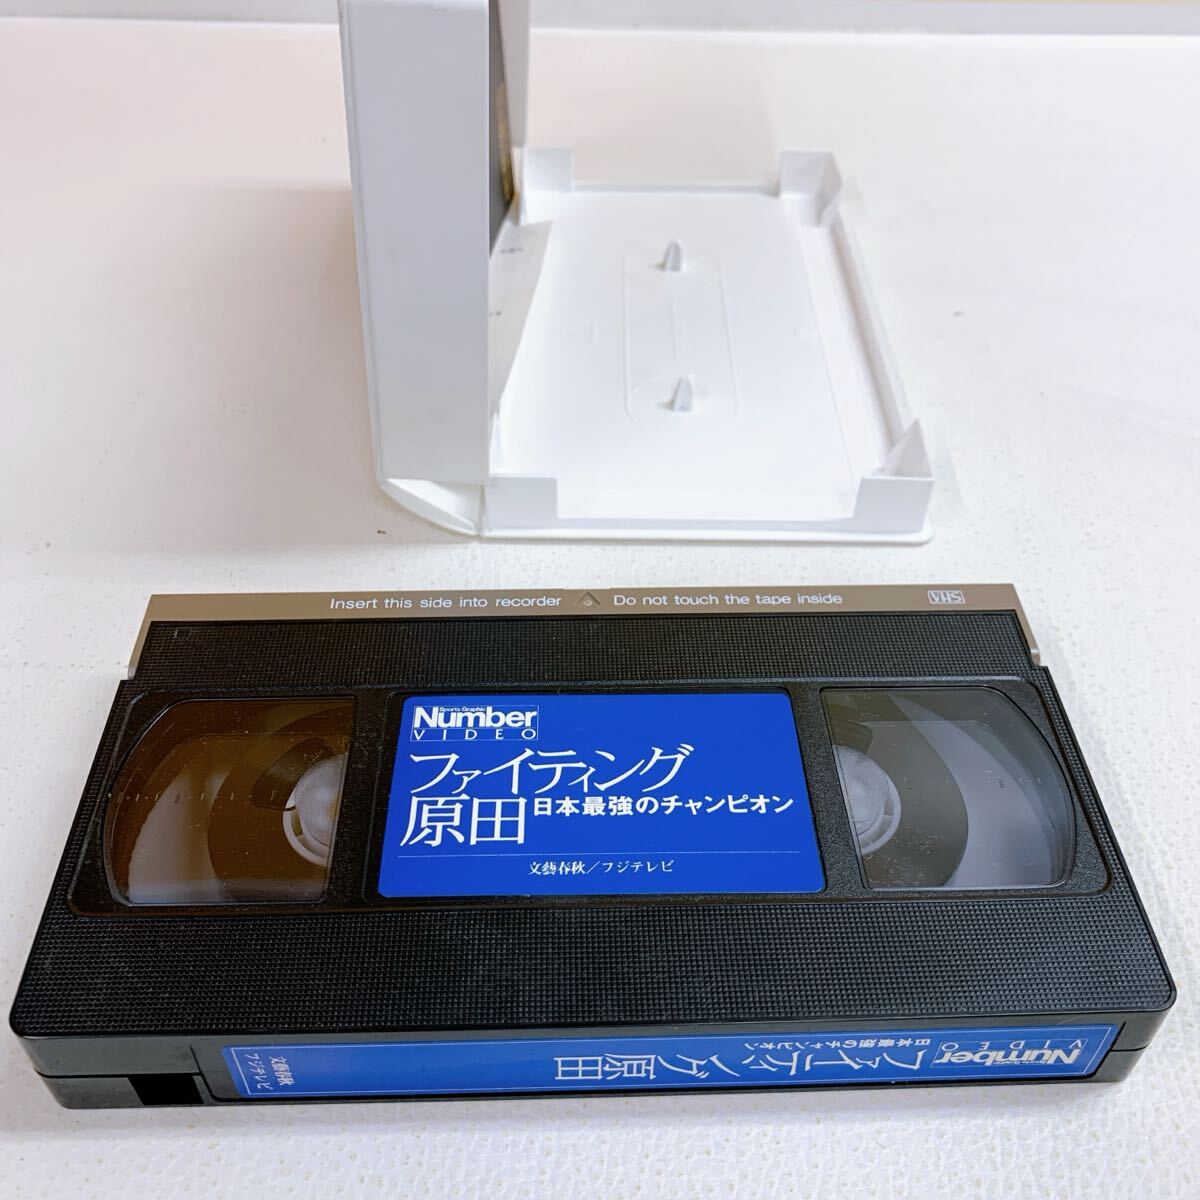 Insert this side into recorder Do not touch the tape inside VHS
Sports Graphic
Number
VIDEO
ファイティング
原田
日本最強のチャンピオン
文藝春秋/フジテレビ
Sports Graphic
Number
VIDEO
ファイティング原田
日本最強のチャンピオン
文藝春秋
フジテレビ